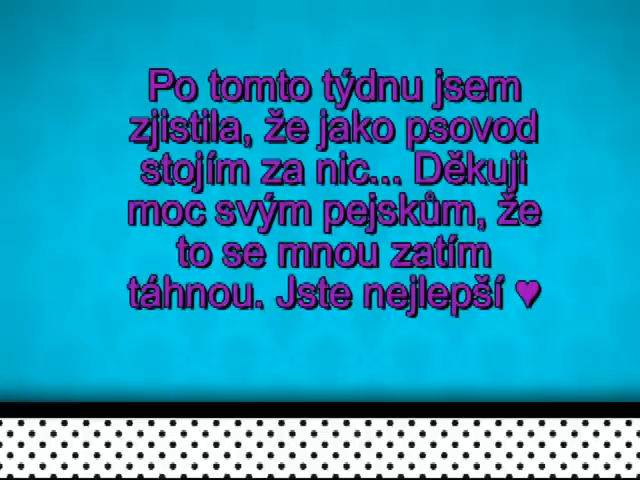 Po tomto týdnu jsem
zjistila, že jako psovod
stojím za nic... Děkuji
moc svým pejskům, že
to se mnou zatím
táhnou. Jste nejlepší ♥